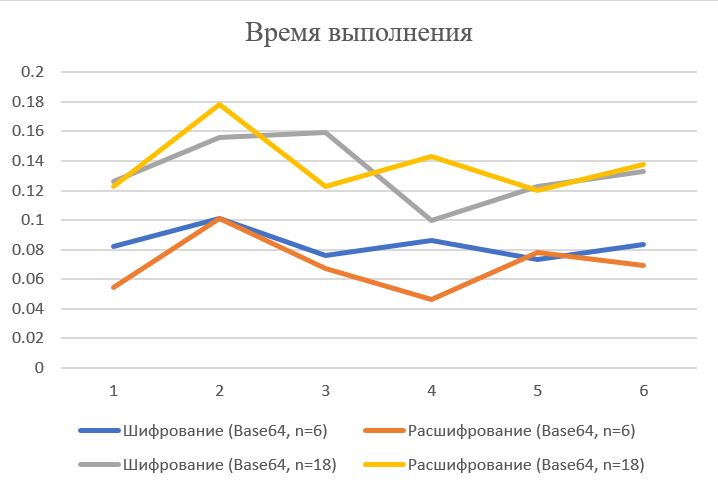 Время выполнения
0.2
0.18
0.16
0.14
0.12
0.1
0.08
0.06
0.04
0.02
0
1 2 3 4 5 6
Шифрование (Base64, n=6) Расшифрование (Base64, n=6)
Шифрование (Base64, n=18) Расшифрование (Base64, n=18)